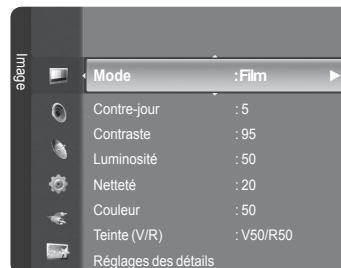 Image
Mode :Film
Contre-jour : 5
Contraste : 95
Luminosité : 50
Netteté : 20
Couleur : 50
Teinte (V/R) : V50/R50
Réglages des détails